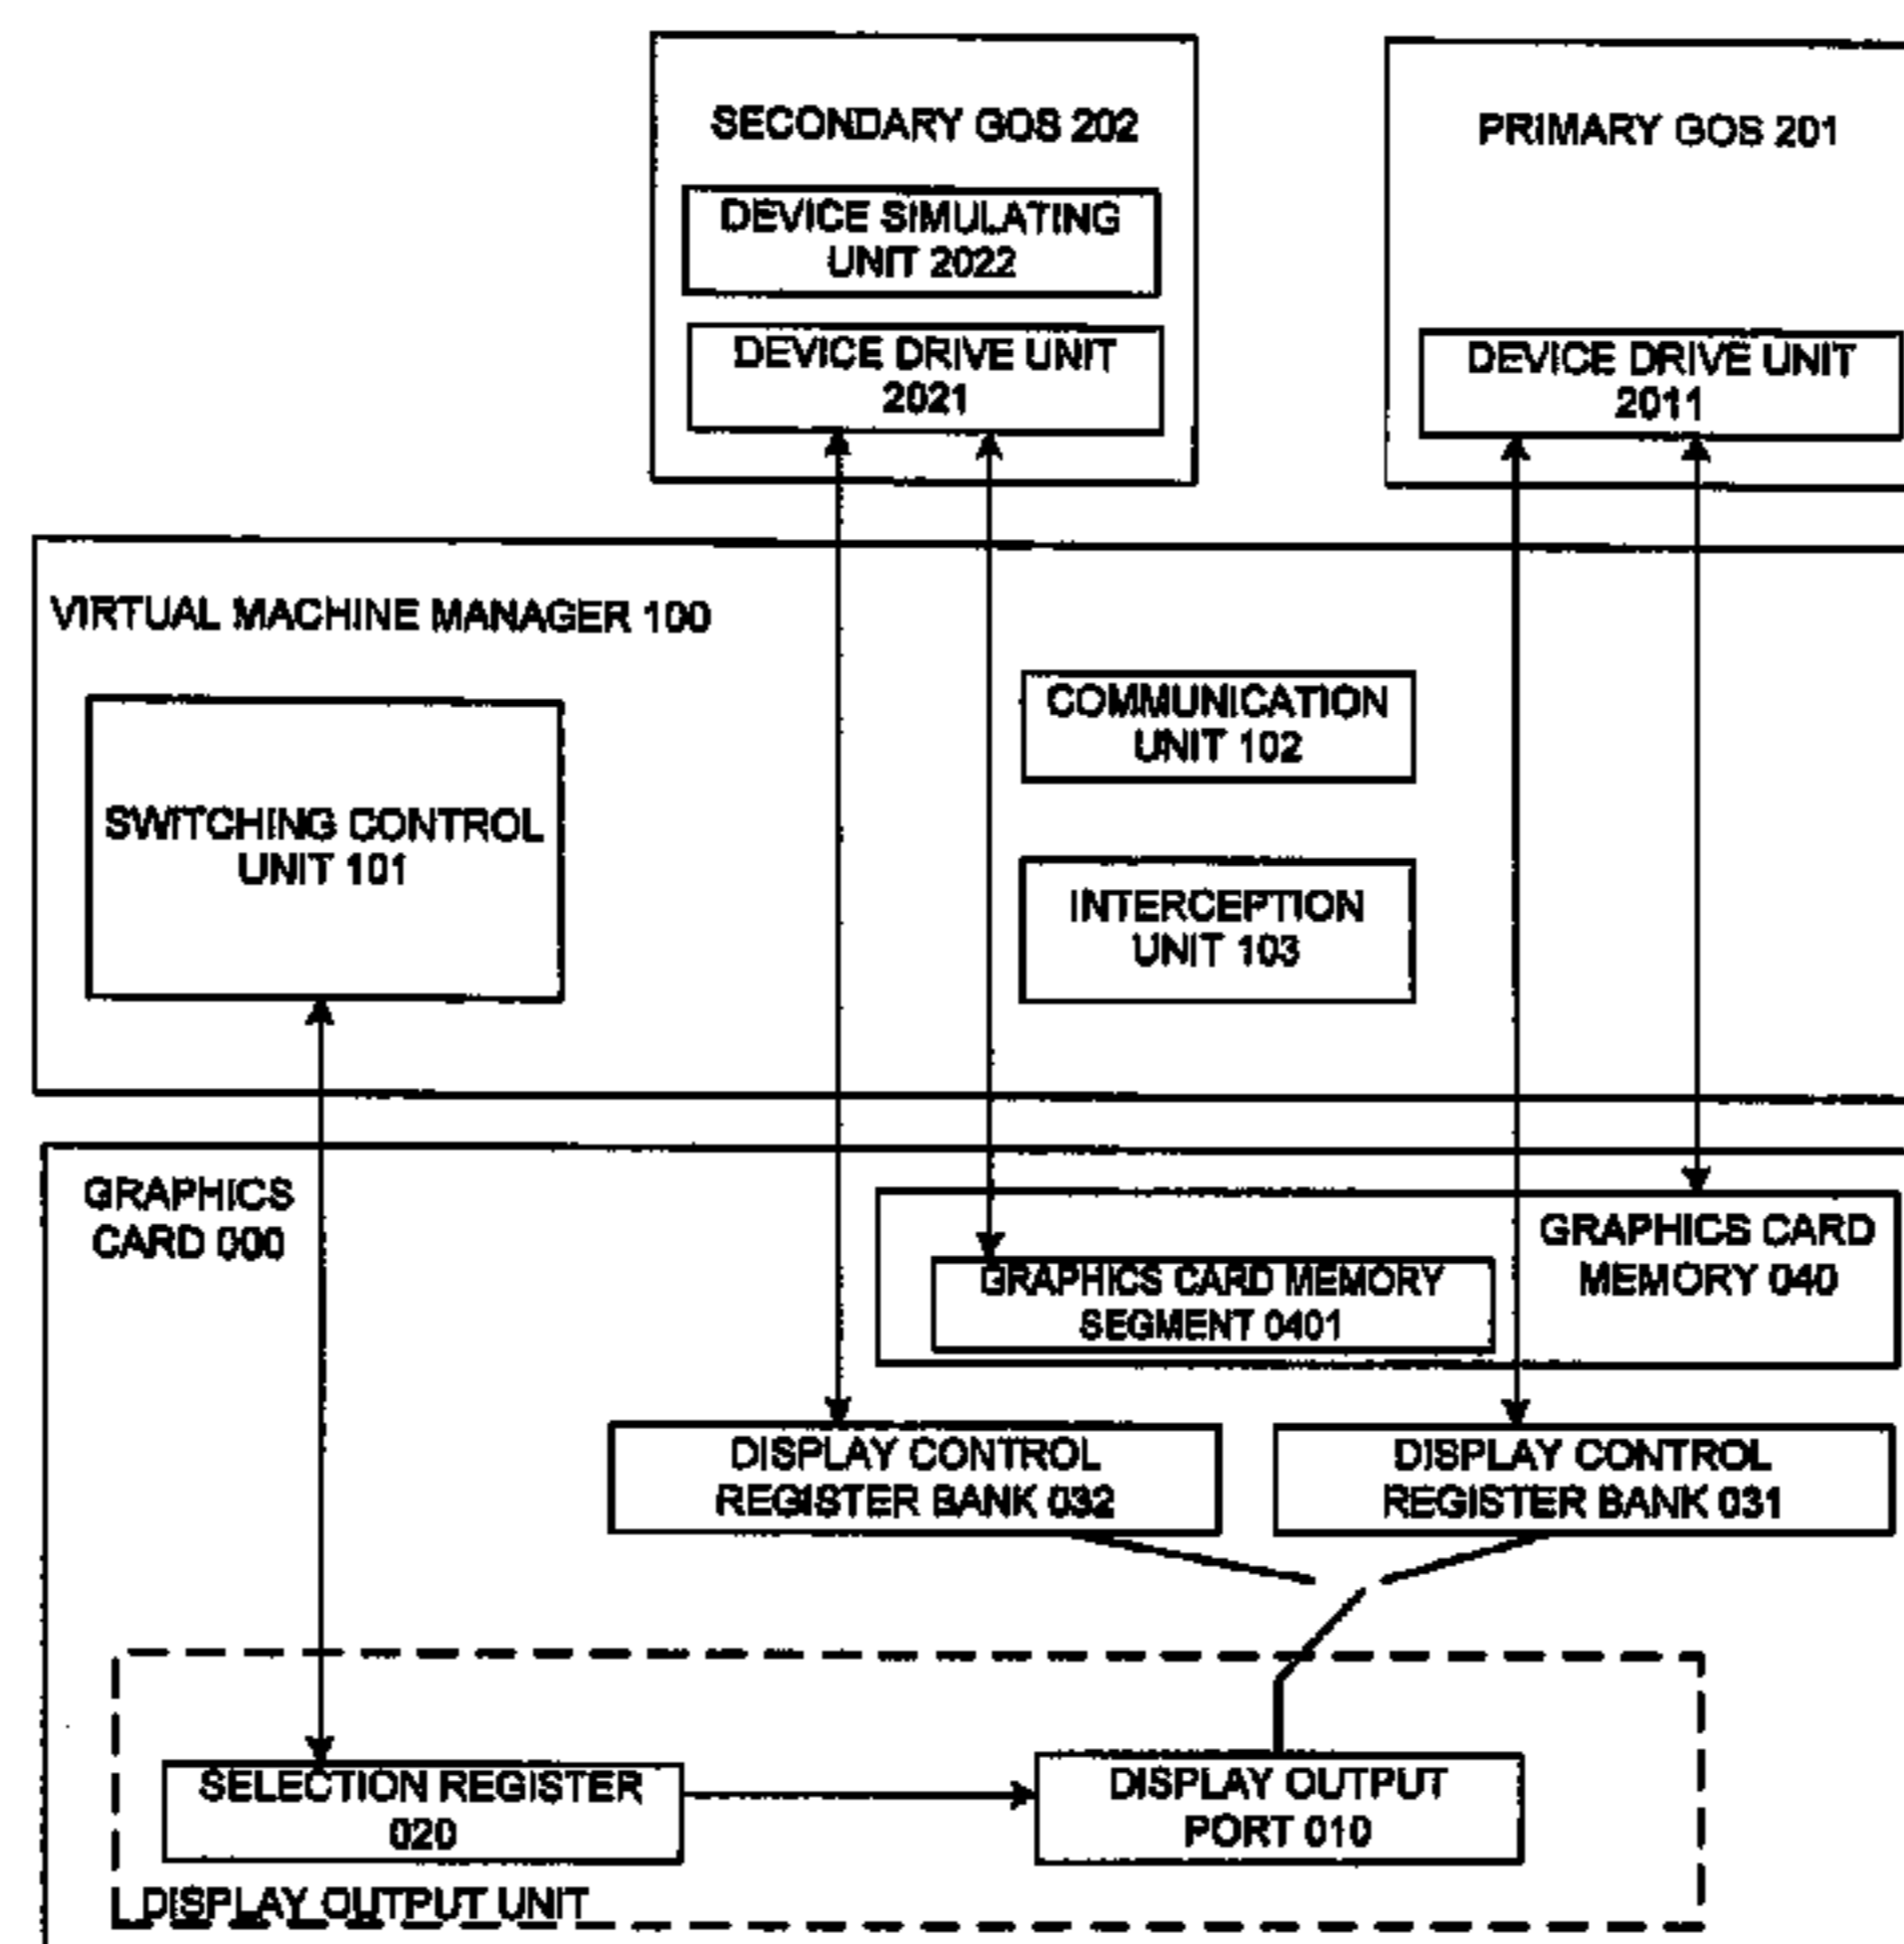 SECONDARY GOS 202
DEVICE SIMULATING
UNIT 2022
DEVICE DRIVE UNIT
2021
PRIMARY GOS 201
DEVICE DRIVE UNIT
2011
VIRTUAL MACHINE MANAGER 100
SWITCHING CONTROL
UNIT 101
COMMUNICATION
UNIT 102
INTERCEPTION
UNIT 103
GRAPHICS
CARD 000
GRAPHICS CARD
MEMORY 040
GRAPHICS CARD MEMORY
SEGMENT 0401
DISPLAY CONTROL
REGISTER BANK 032
DISPLAY CONTROL
REGISTER BANK 031
SELECTION REGISTER
020
DISPLAY OUTPUT
PORT 010
DISPLAY OUTPUT UNIT